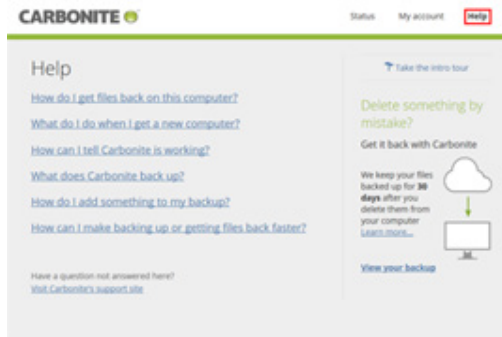 CARBONITE
Status My account Help
Help
How do I get files back on this computer?
What do I do when I get a new computer?
How can I tell Carbonite is working?
What does Carbonite back up?
How do I add something to my backup?
How can I make backing up or getting files back faster?
Have a question not answered here?
Visit Carbonite's support site
Take the intro tour
Delete something by
mistake?
Get it back with Carbonite
We keep your files
backed up for 30
days after you
delete them from
your computer
Learn more...
View your backup